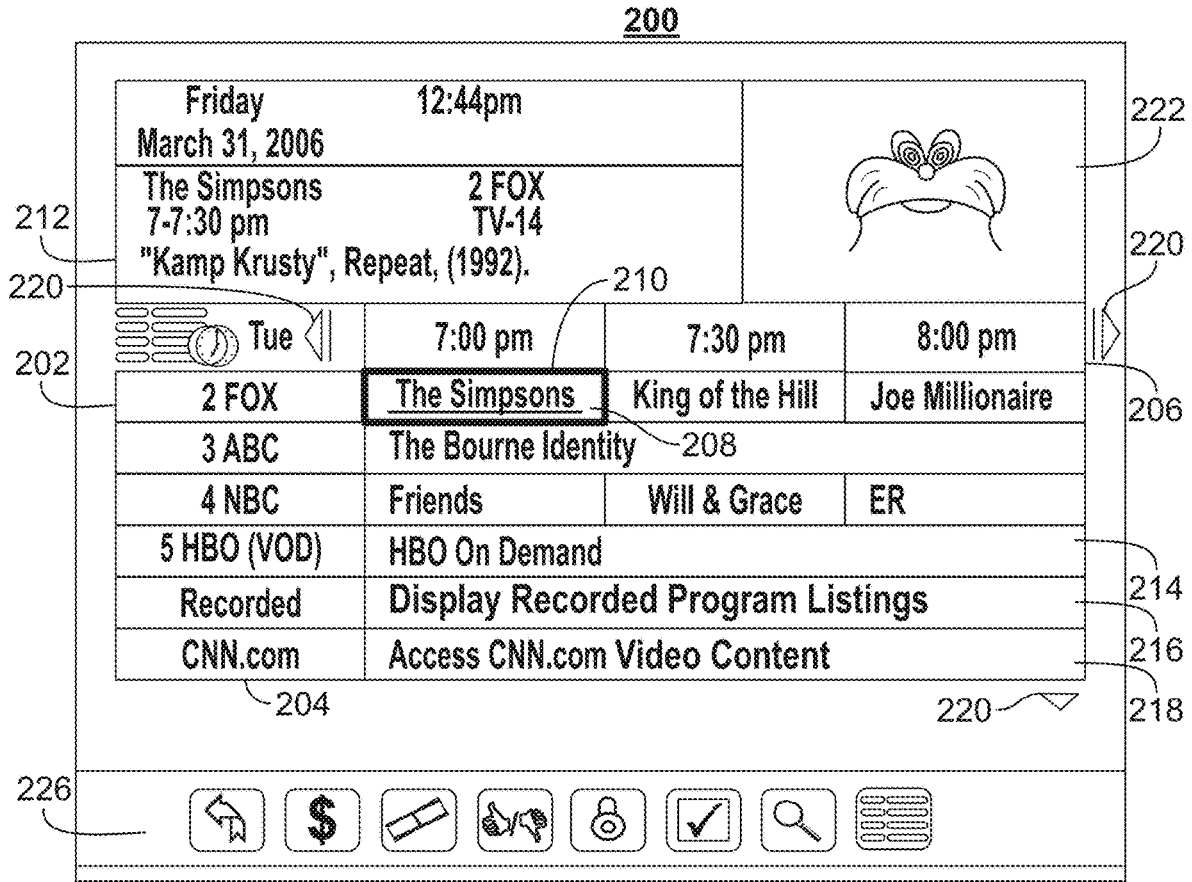 200
Friday 12:44pm
March 31, 2006
222
The Simpsons 2 FOX
7-7:30 pm TV-14
212
"Kamp Krusty", Repeat, (1992).
220
220
210
Tue 7:00 pm 7:30 pm 8:00 pm
202
2 FOX The Simpsons King of the Hill Joe Millionaire
206
3 ABC The Bourne Identity 208
4 NBC Friends Will & Grace ER
5 HBO (VOD) HBO On Demand
214
Recorded Display Recorded Program Listings
216
CNN.com Access CNN.com Video Content
204
220
218
226
$
/